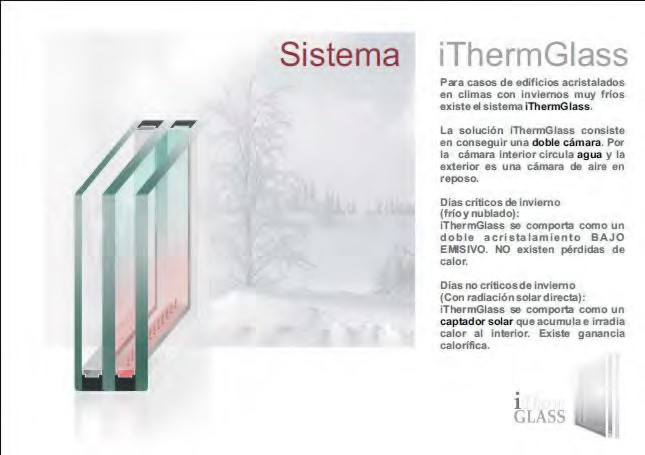 Sistema iThermGlass
Para casos de edificios acristalados
en climas con inviernos muy fríos
existe el sistema iThermGlass.
La solución iThermGlass consiste
en conseguir una doble cámara. Por
la cámara interior circula agua y la
exterior es una cámara de aire en
reposo.
Días críticos de invierno
(frío y nublado):
iThermGlass se comporta como un
doble acristalamiento BAJO
EMISIVO. NO existen pérdidas de
calor.
Días no críticos de invierno
(Con radiación solar directa):
iThermGlass se comporta como un
captador solar que acumula e irradia
calor al interior. Existe ganancia
calorífica.
iTherm
GLASS